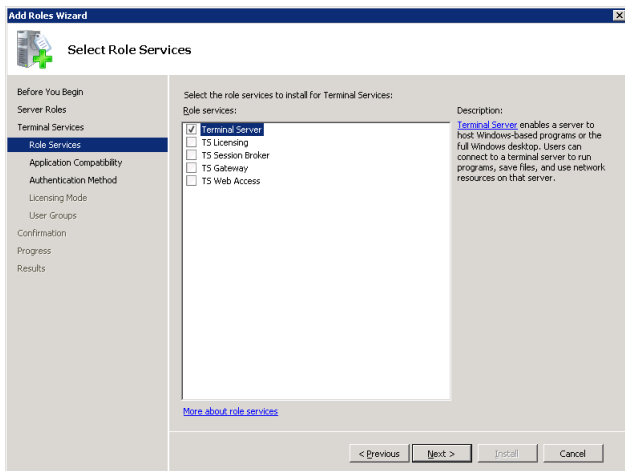 Add Roles Wizard
Select Role Services
Before You Begin
Server Roles
Terminal Services
Role Services
Application Compatibility
Authentication Method
Licensing Mode
User Groups
Confirmation
Progress
Results
Select the role services to install for Terminal Services:
Role services:
Terminal Server
TS Licensing
TS Session Broker
TS Gateway
TS Web Access
More about role services
Description:
Terminal Server enables a server to
host Windows-based programs or the
full Windows desktop. Users can
connect to a terminal server to run
programs, save files, and use network
resources on that server.
< Previous
Next >
Install
Cancel